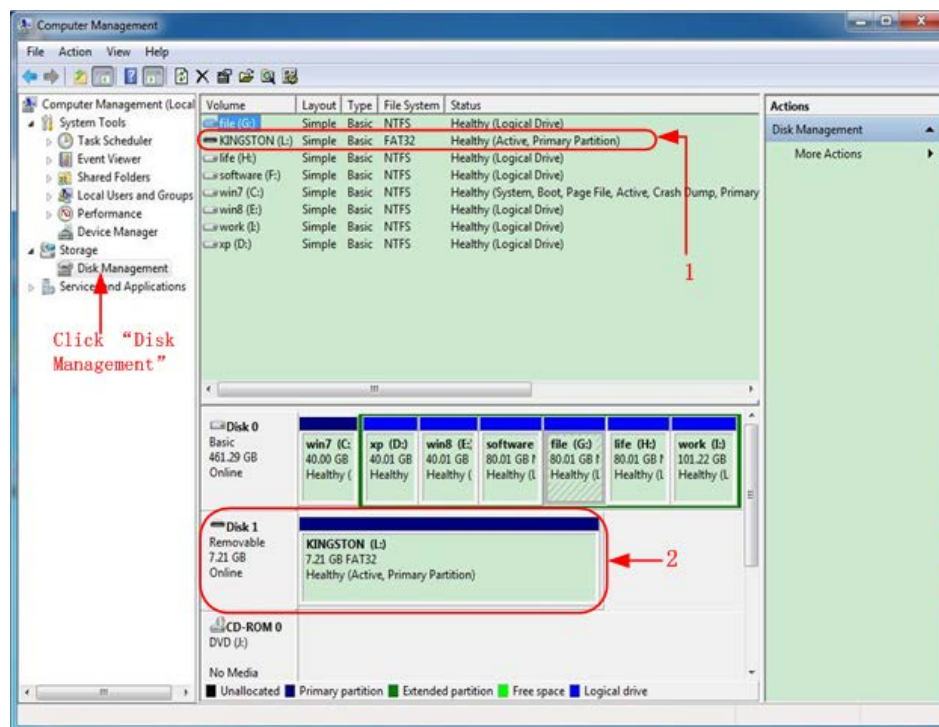 Computer Management
File Action View Help
Computer Management (Local
System Tools
Task Scheduler
Event Viewer
Shared Folders
Local Users and Groups
Performance
Device Manager
Storage
Disk Management
Services and Applications
Click “Disk
Management”
Volume Layout Type File System Status
file (G:) Simple Basic NTFS Healthy (Logical Drive)
KINGSTON (L:) Simple Basic FAT32 Healthy (Active, Primary Partition)
life (H:) Simple Basic NTFS Healthy (Logical Drive)
software (F:) Simple Basic NTFS Healthy (Logical Drive)
win7 (C:) Simple Basic NTFS Healthy (System, Boot, Page File, Active, Crash Dump, Primary
win8 (E:) Simple Basic NTFS Healthy (Logical Drive)
work (I:) Simple Basic NTFS Healthy (Logical Drive)
xp (D:) Simple Basic NTFS Healthy (Logical Drive)
1
Actions
Disk Management
More Actions
Disk 0
Basic
461.29 GB
Online
win7 (C: xp (D:) win8 (E: software file (G:) life (H:) work (I:)
40.00 GB 40.01 GB 40.01 GB 80.01 GB 80.01 GB 80.01 GB 101.22 GB
Healthy ( Healthy Healthy ( Healthy (L Healthy (L Healthy (L Healthy (L
Disk 1
Removable
7.21 GB
Online
KINGSTON (L:)
7.21 GB FAT32
Healthy (Active, Primary Partition)
2
CD-ROM 0
DVD (J:)
No Media
Unallocated Primary partition Extended partition Free space Logical drive